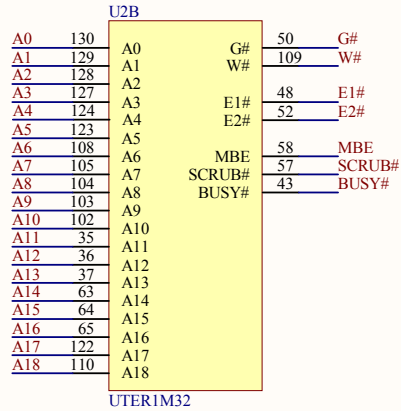 U2B
A0 130 A0 G# 50 G#
A1 129 A1 W# 109 W#
A2 128 A2
A3 127 A3 E1# 48 E1#
A4 124 A4 E2# 52 E2#
A5 123 A5
A6 108 A6 MBE 58 MBE
A7 105 A7 SCRUB# 57 SCRUB#
A8 104 A8 BUSY# 43 BUSY#
A9 103 A9
A10 102 A10
A11 35 A11
A12 36 A12
A13 37 A13
A14 63 A14
A15 64 A15
A16 65 A16
A17 122 A17
A18 110 A18
UTER1M32